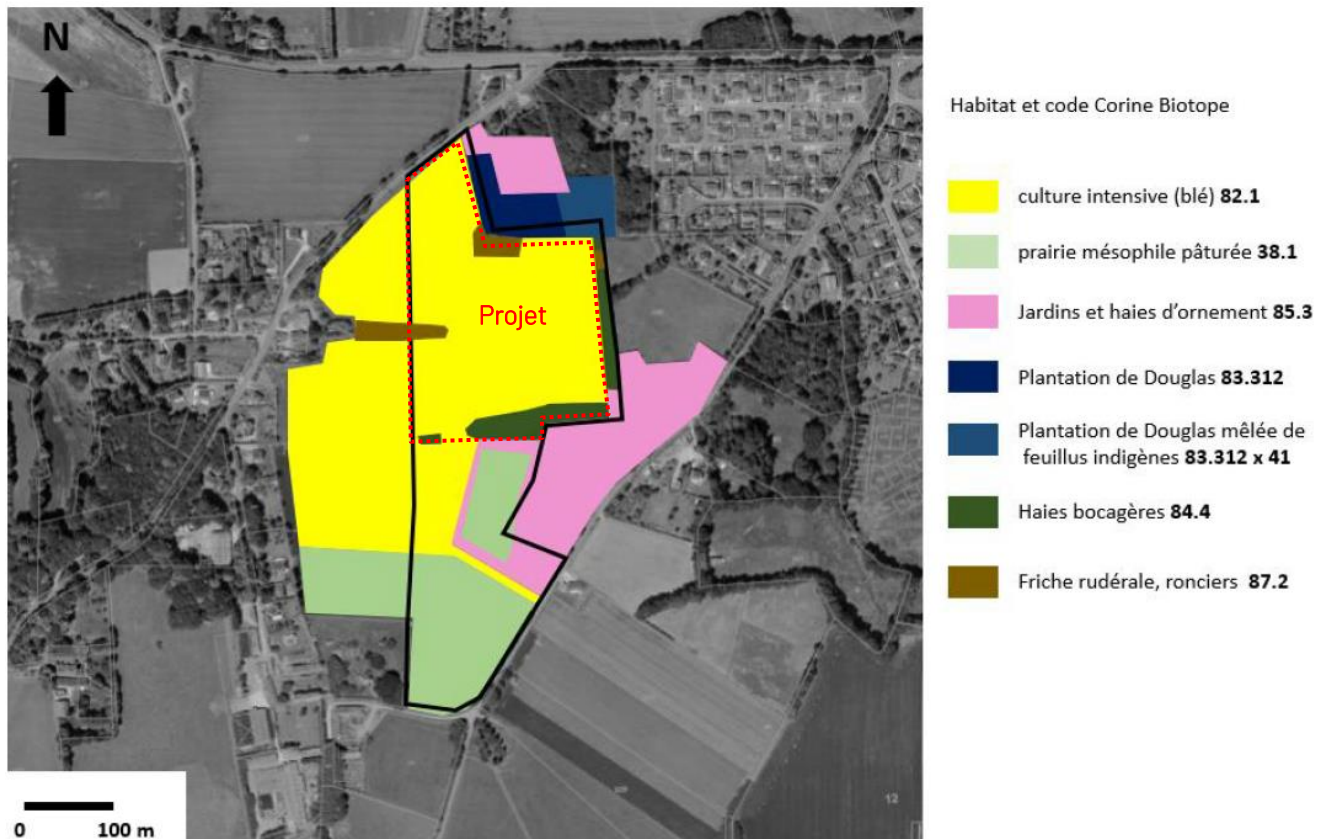 N
Habitat et code Corine Biotope
culture intensive (blé) 82.1
prairie mésophile pâturée 38.1
Projet
Jardins et haies d'ornement 85.3
Plantation de Douglas 83.312
Plantation de Douglas mêlée de
feuillus indigènes 83.312 x 41
Haies bocagères 84.4
Friche rudérale, ronciers 87.2
12
0 100 m